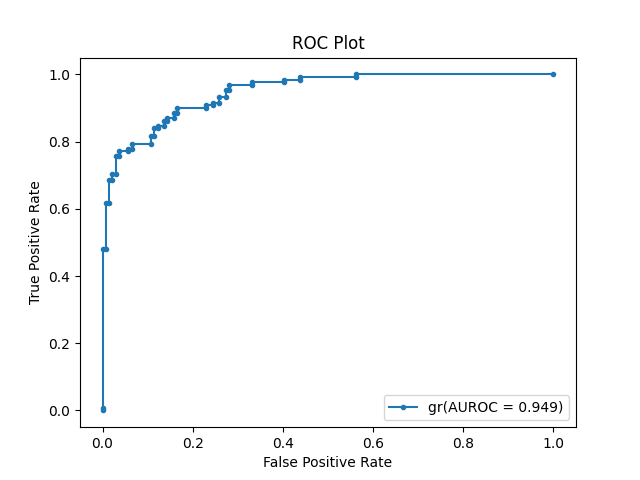 ROC Plot
1.0
0.8
0.6
0.4
0.2
0.0
True Positive Rate
gr(AUROC = 0.949)
0.0 0.2 0.4 0.6 0.8 1.0
False Positive Rate